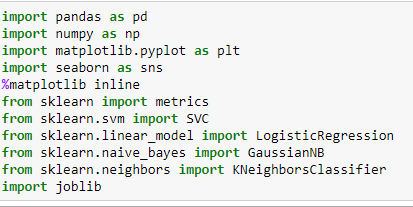 import pandas as pd
import numpy as np
import matplotlib.pyplot as plt
import seaborn as sns
%matplotlib inline
from sklearn import metrics
from sklearn.svm import SVC
from sklearn.linear_model import LogisticRegression
from sklearn.naive_bayes import GaussianNB
from sklearn.neighbors import KNeighborsClassifier
import joblib